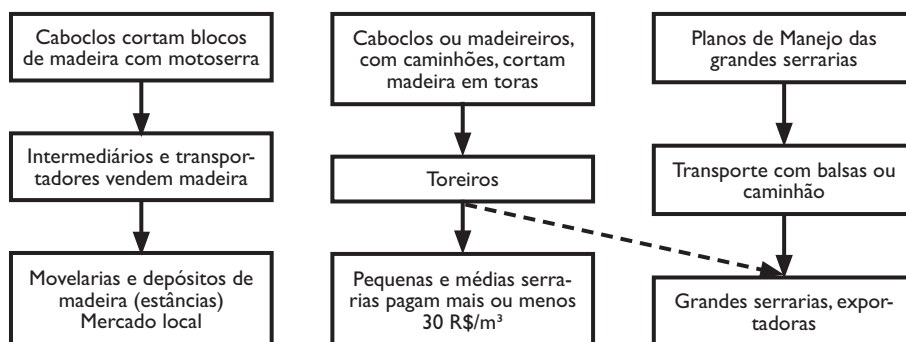 Caboclos cortam blocos
de madeira com motoserra
Intermediários e transpor-
tadores vendem madeira
Movelarias e depósitos de
madeira (estâncias)
Mercado local
Caboclos ou madeireiros,
com caminhões, cortam
madeira em toras
Toreiros
Pequenas e médias serra-
rias pagam mais ou menos
30 R$/m³
Planos de Manejo das
grandes serrarias
Transporte com balsas ou
caminhão
Grandes serrarias, expor-
tadoras